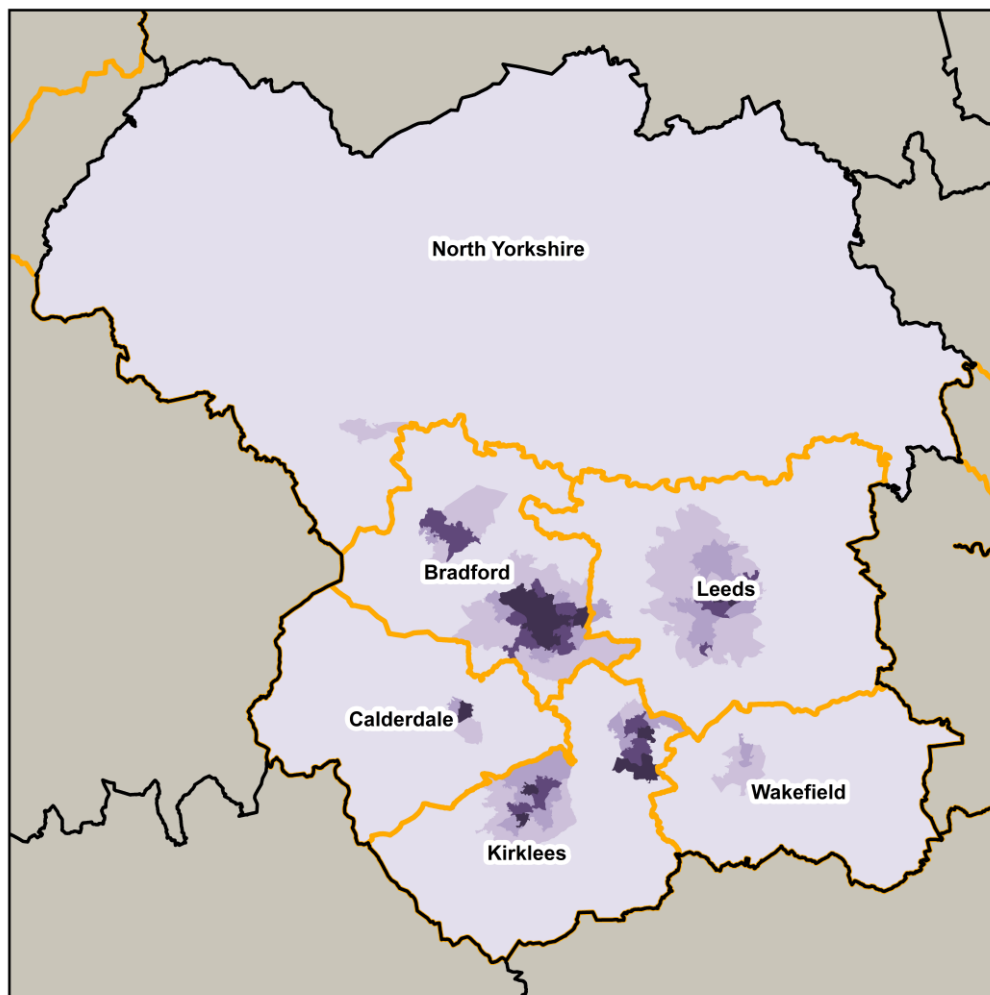 North Yorkshire
Bradford
Leeds
Calderdale
Wakefield
Kirklees